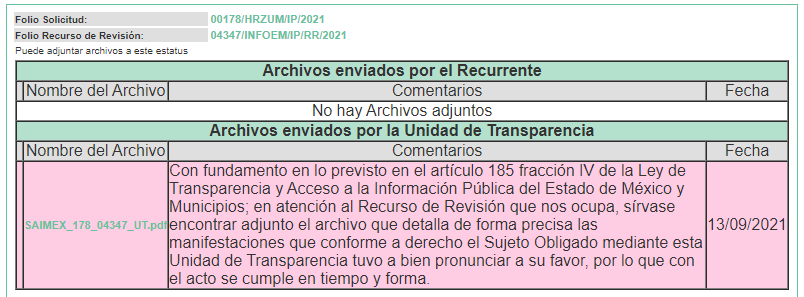 Folio Solicitud: 00178/HRZUM/IP/2021
Folio Recurso de Revisión: 04347/INFOEM/IP/RR/2021
Puede adjuntar archivos a este estatus
Archivos enviados por el Recurrente
Nombre del Archivo Comentarios Fecha
No hay Archivos adjuntos
Archivos enviados por la Unidad de Transparencia
Nombre del Archivo Comentarios Fecha
Con fundamento en lo previsto en el artículo 185 fracción IV de la Ley de
Transparencia y Acceso a la Información Pública del Estado de México y
Municipios; en atención al Recurso de Revisión que nos ocupa, sírvase
SAIMEX_178_04347_UT.pdf encontrar adjunto el archivo que detalla de forma precisa las 13/09/2021
manifestaciones que conforme a derecho el Sujeto Obligado mediante esta
Unidad de Transparencia tuvo a bien pronunciar a su favor, por lo que con
el acto se cumple en tiempo y forma.